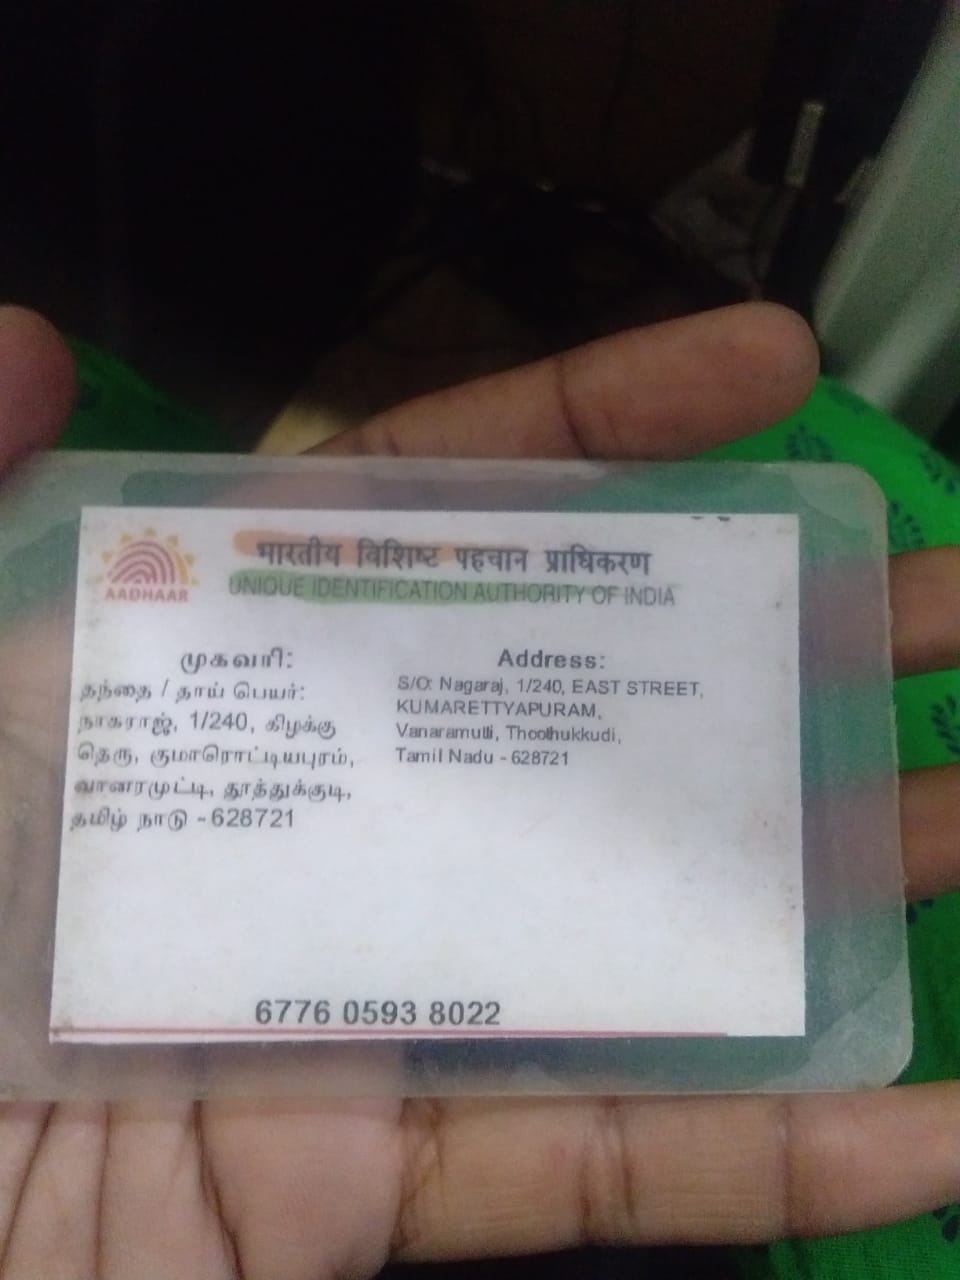 भारतीय विशिष्ट पहचान प्राधिकरण
UNIQUE IDENTIFICATION AUTHORITY OF INDIA
AADHAAR
முகவரி:
தந்தை / தாய் பெயர்:
நாகராஜ், 1/240, கிழக்கு
தெரு, குமாரெட்டியபுரம்,
வானரமுட்டி, தூத்துக்குடி,
தமிழ் நாடு - 628721
Address:
S/O: Nagaraj, 1/240, EAST STREET,
KUMARETTYAPURAM,
Vanaramutti, Thoothukkudi,
Tamil Nadu - 628721
6776 0593 8022